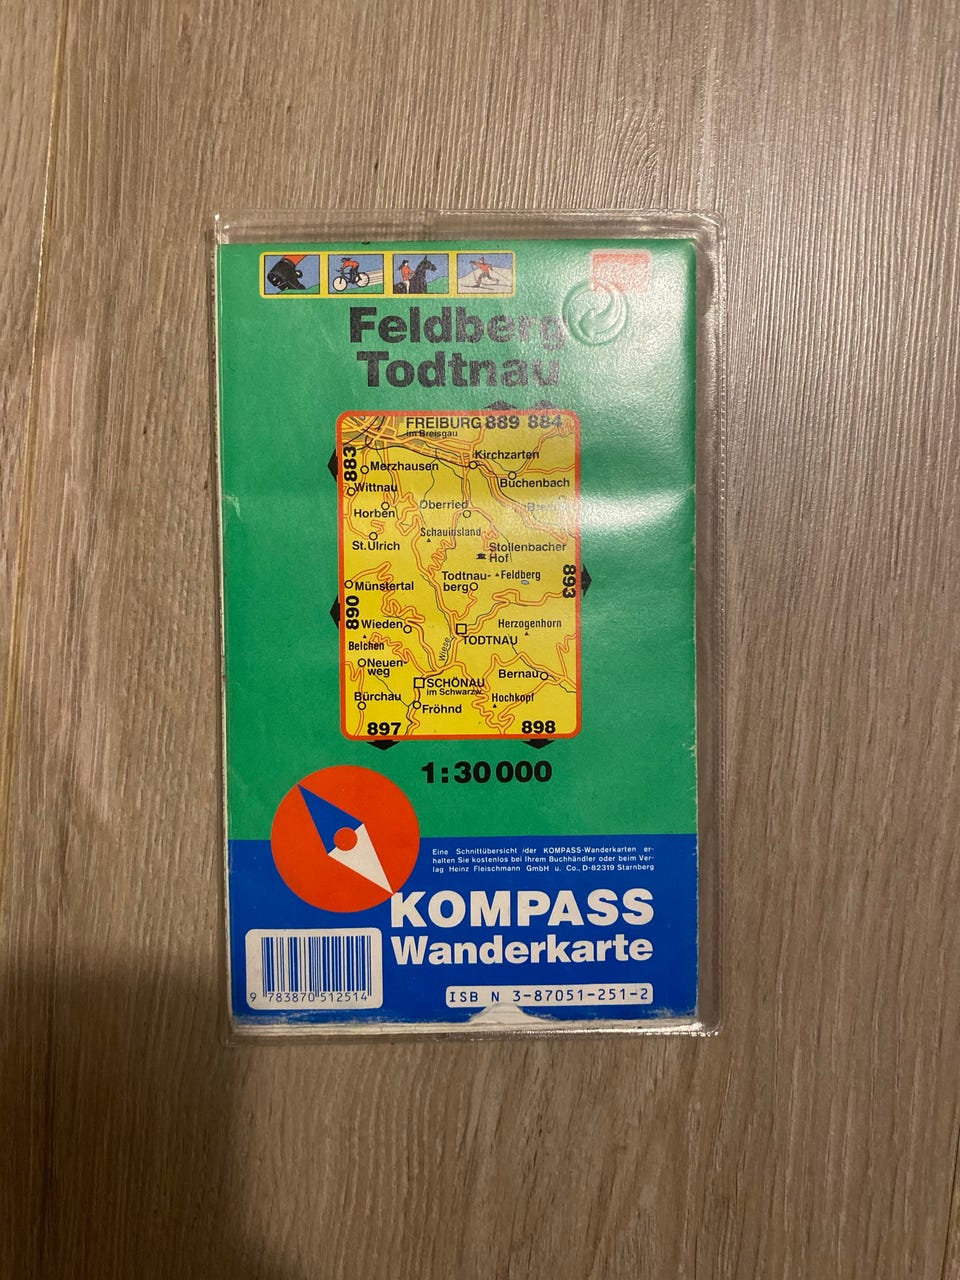 Feldberg
Todtnau
FREIBURG 889 884
im Breisgau
883
Kirchzarten
Merzhausen
Buchenbach
Wittnau
Oberried
Horben
Schauinsland
St.Ulrich
Stollenbacher
Hof
Todtnau-
berg
Feldberg
893
Münstertal
890
Wieden
Herzogenhorn
TODTNAU
Belchen
Wiese
Neuen-
weg
Bernau
SCHÖNAU
im Schwarzw.
Bürchau
Hochkopf
Fröhnd
897 898
1:30 000
Eine Schnittübersicht der KOMPASS-Wanderkarten er-
halten Sie kostenlos bei Ihrem Buchhändler oder beim Ver-
lag Heinz Fleischmann GmbH u. Co., D-82319 Starnberg
KOMPASS
Wanderkarte
9 783870 512514
ISBN 3-87051-251-2